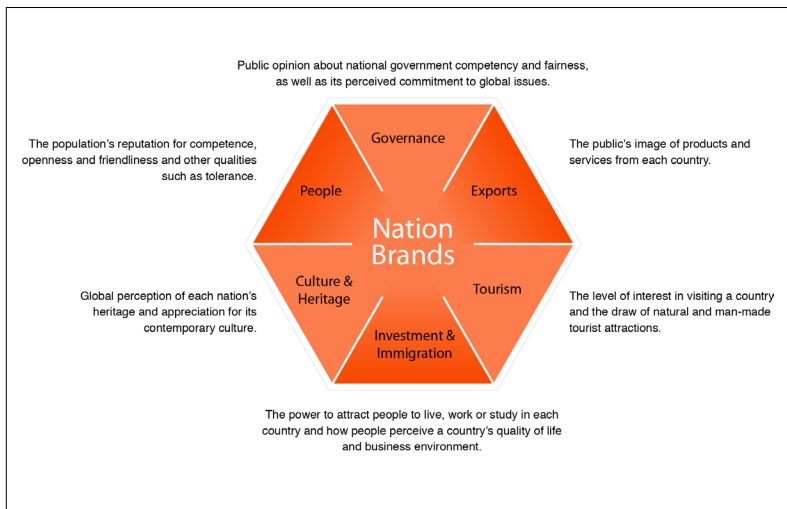 Public opinion about national government competency and fairness,
as well as its perceived commitment to global issues.
Governance
The population's reputation for competence,
openness and friendliness and other qualities
such as tolerance.
People
Exports
The public's image of products and
services from each country.
Nation
Brands
Culture &
Heritage
Tourism
Global perception of each nation's
heritage and appreciation for its
contemporary culture.
The level of interest in visiting a country
and the draw of natural and man-made
tourist attractions.
Investment &
Immigration
The power to attract people to live, work or study in each
country and how people perceive a country's quality of life
and business environment.